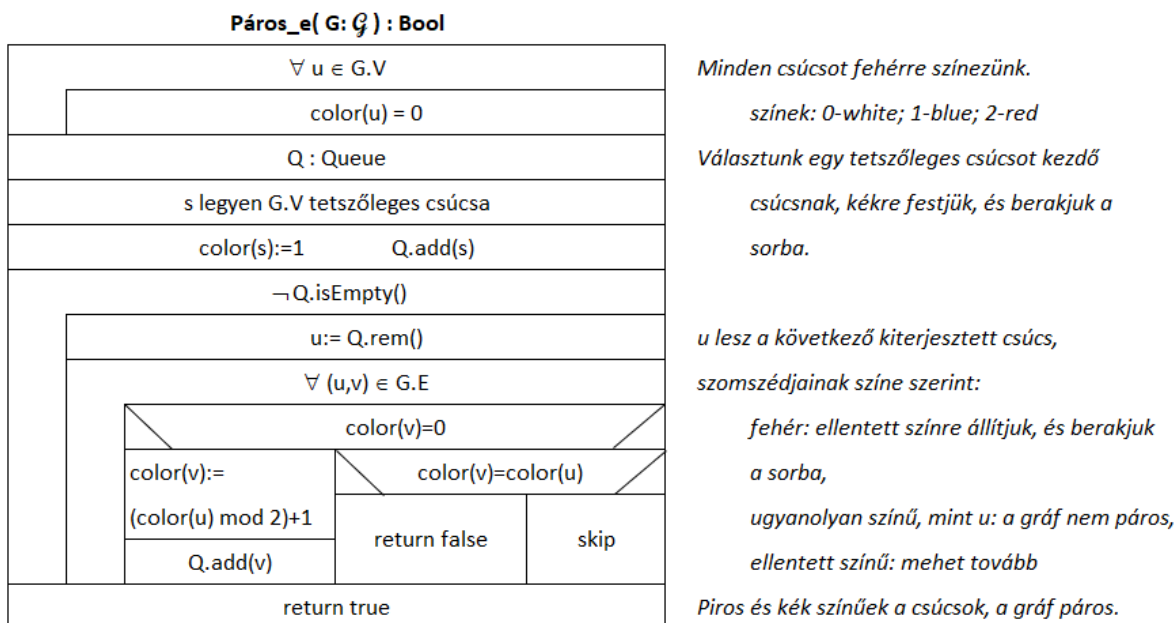 Páros_e( G: 𝒢 ) : Bool
∀ u ∈ G.V
Minden csúcsot fehérre színezünk.
color(u) = 0
színek: 0-white; 1-blue; 2-red
Q : Queue
Választunk egy tetszőleges csúcsot kezdő
s legyen G.V tetszőleges csúcsa
csúcsnak, kékre festjük, és berakjuk a
color(s):=1 Q.add(s)
sorba.
¬Q.isEmpty()
u:= Q.rem()
u lesz a következő kiterjesztett csúcs,
∀ (u,v) ∈ G.E
szomszédjainak színe szerint:
color(v)=0
fehér: ellentett színre állítjuk, és berakjuk
color(v):=
color(v)=color(u)
a sorba,
(color(u) mod 2)+1
ugyanolyan színű, mint u: a gráf nem páros,
return false
skip
Q.add(v)
ellentett színű: mehet tovább
return true
Piros és kék színűek a csúcsok, a gráf páros.